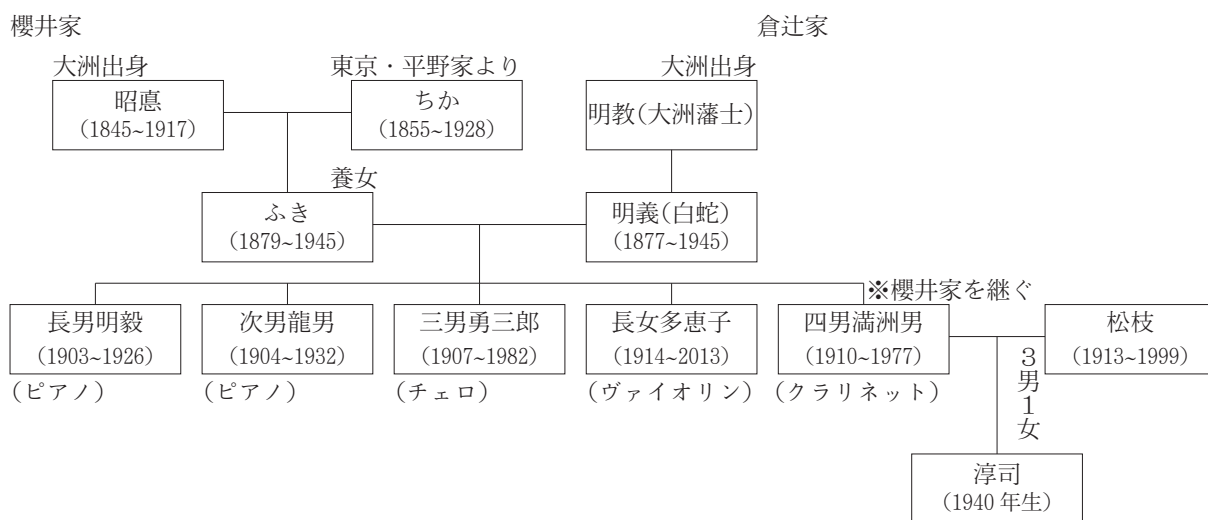 櫻井家
倉辻家
大洲出身
東京・平野家より
大洲出身
昭悳
(1845~1917)
ちか
(1855~1928)
明教(大洲藩士)
養女
ふき
(1879~1945)
明義(白蛇)
(1877~1945)
※櫻井家を継ぐ
長男明毅
(1903~1926)
(ピアノ)
次男龍男
(1904~1932)
(ピアノ)
三男勇三郎
(1907~1982)
(チェロ)
長女多恵子
(1914~2013)
(ヴァイオリン)
四男満洲男
(1910~1977)
(クラリネット)
松枝
(1913~1999)
3男1女
淳司
(1940 年生)